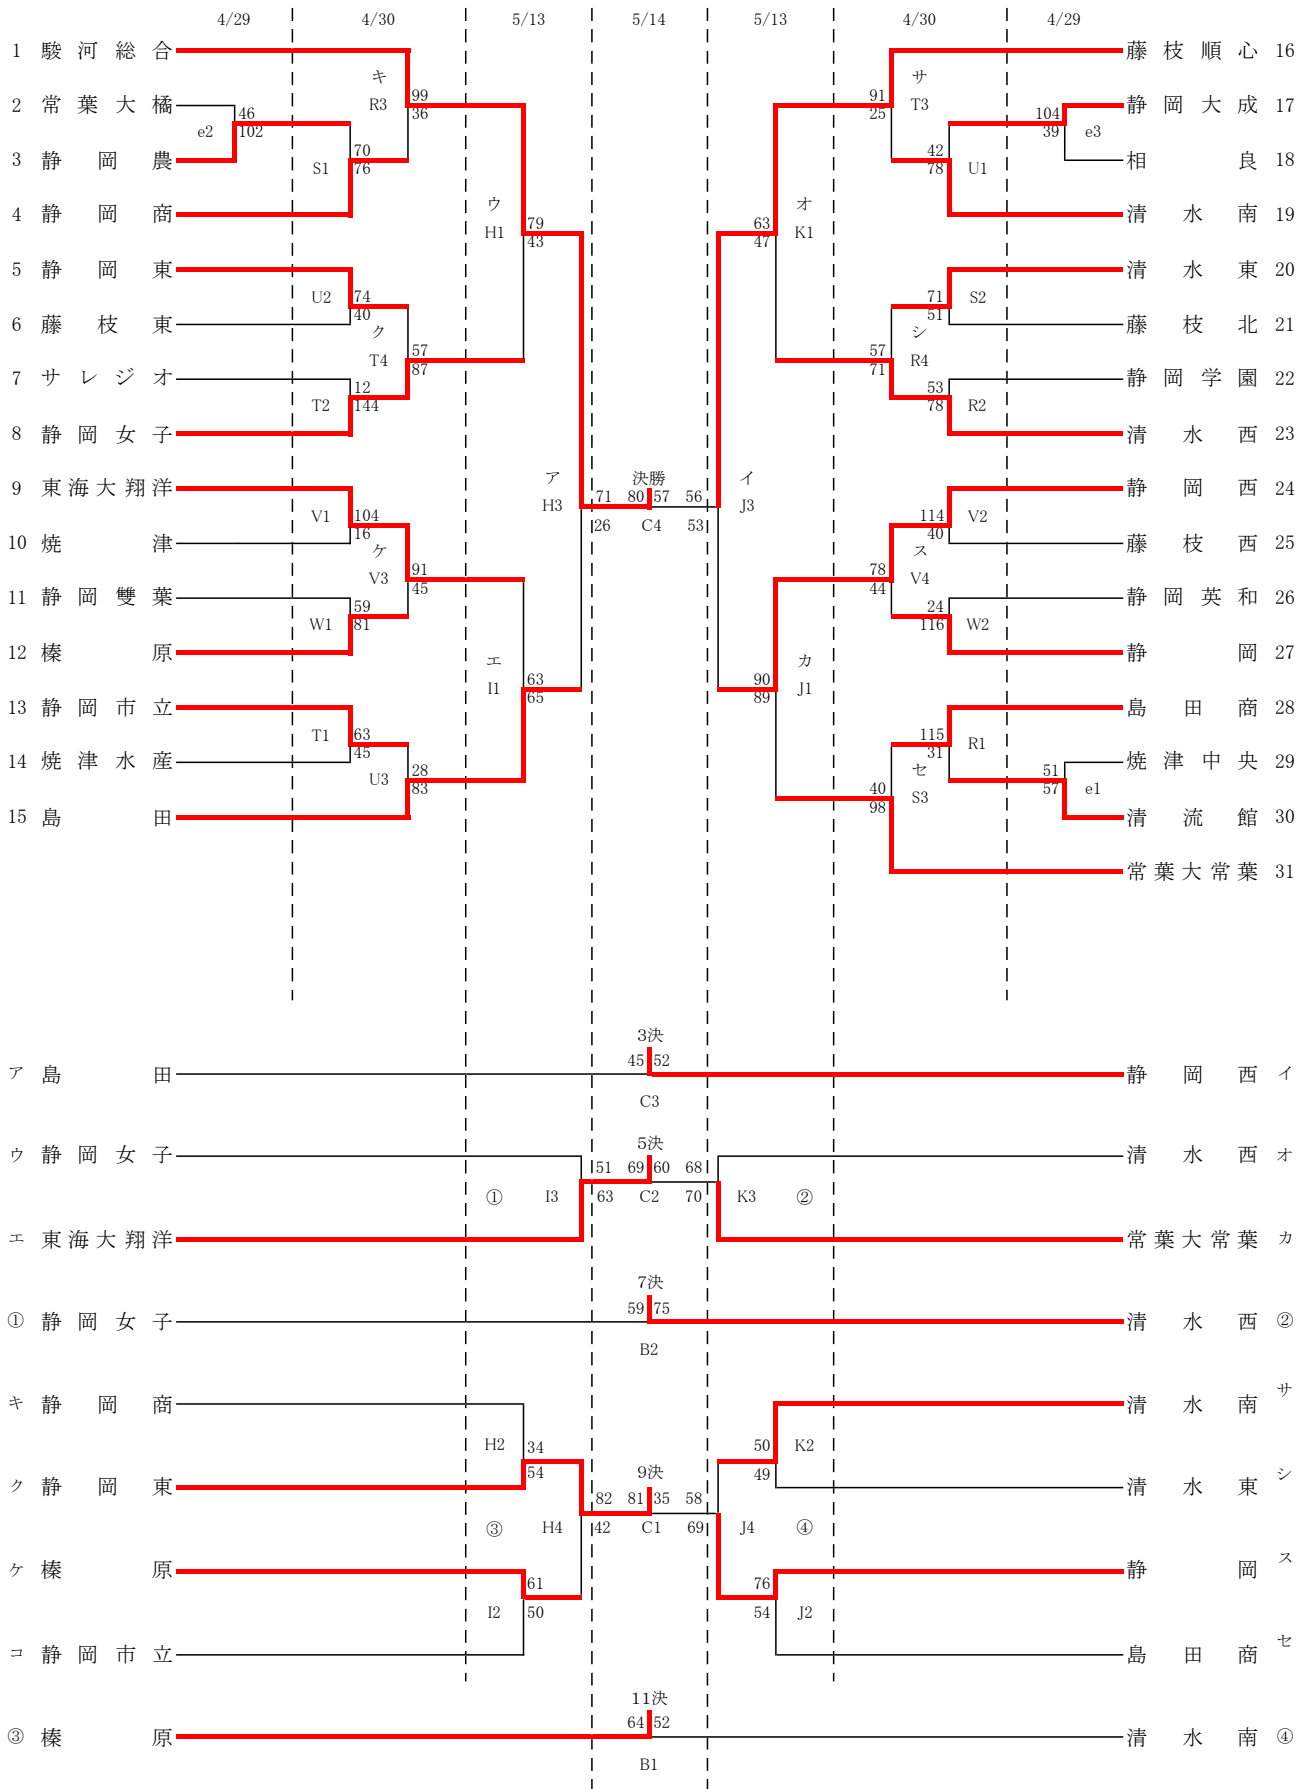 4/29 4/30 5/13 5/14 5/13 4/30 4/29
1 駿河総合 藤枝順心 16
キ サ
R3 99 91 T3
36 25
2 常葉大橘 静岡大成 17
46 104
e2 102 39 e3
3 静岡農 相良 18
70 42
S1 76 78 U1
4 静岡商 清水南 19
ウ オ
H1 79 63 K1
43 47
5 静岡東 清水東 20
U2 74 71 S2
40 51
6 藤枝東 藤枝北 21
ク シ
T4 57 57 R4
87 71
7 サレジオ 静岡学園 22
12 53
T2 144 78 R2
8 静岡女子 清水西 23
ア 決勝 イ
9 東海大翔洋 静岡西 24
H3 71 80 57 56 J3
26 C4 53
V1 104 114 V2
16 40
10 焼津 藤枝西 25
ケ ス
V3 91 78 V4
45 44
11 静岡雙葉 静岡英和 26
59 24
W1 81 116 W2
12 榛原 静岡 27
エ カ
I1 63 90 J1
65 89
13 静岡市立 島田商 28
T1 63 115 R1
45 31
14 焼津水産 焼津中央 29
セ
U3 28 51
83 57 e1
40 S3
98
15 島田 清流館 30
常葉大常葉 31
3決
45 52
ア 島田 静岡西 イ
C3
5決
ウ 静岡女子 清水西 オ
51 69 60 68
① I3 63 C2 70 K3 ②
エ 東海大翔洋 常葉大常葉 カ
7決
59 75
① 静岡女子 清水西 ②
B2
キ 静岡商 清水南 サ
H2 34 50 K2
54 49
9決
ク 静岡東 清水東 シ
82 81 35 58
③ H4 42 C1 69 J4 ④
ケ 榛原 静岡 ス
61 76
I2 50 54 J2
コ 静岡市立 島田商 セ
11決
64 52
③ 榛原 清水南 ④
B1